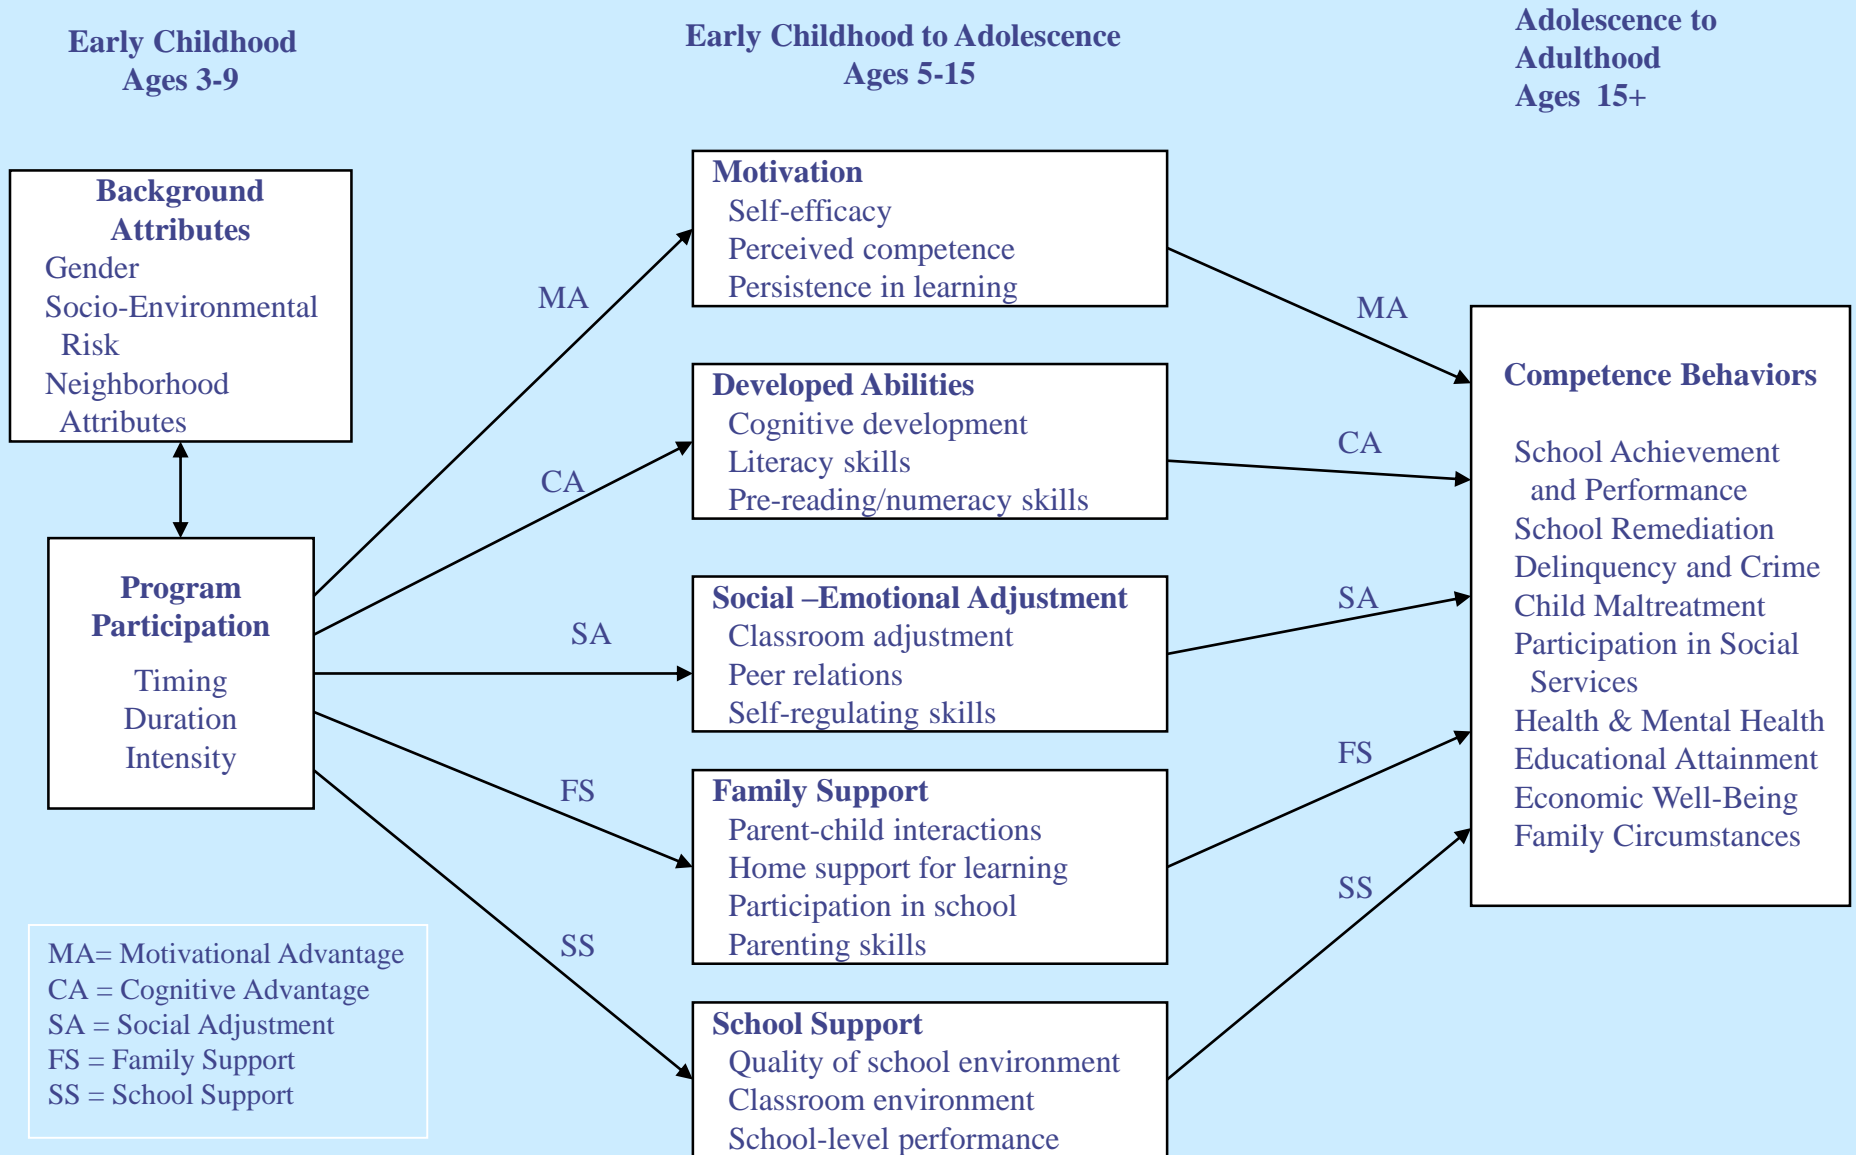 Early Childhood
Ages 3-9
Early Childhood to Adolescence
Ages 5-15
Adolescence to
Adulthood
Ages 15+
Background
Attributes
Gender
Socio-Environmental
Risk
Neighborhood
Attributes
Program
Participation
Timing
Duration
Intensity
MA
CA
SA
FS
SS
Motivation
Self-efficacy
Perceived competence
Persistence in learning
Developed Abilities
Cognitive development
Literacy skills
Pre-reading/numeracy skills
Social –Emotional Adjustment
Classroom adjustment
Peer relations
Self-regulating skills
Family Support
Parent-child interactions
Home support for learning
Participation in school
Parenting skills
School Support
Quality of school environment
Classroom environment
School-level performance
MA
CA
SA
FS
SS
Competence Behaviors
School Achievement
and Performance
School Remediation
Delinquency and Crime
Child Maltreatment
Participation in Social
Services
Health & Mental Health
Educational Attainment
Economic Well-Being
Family Circumstances
MA= Motivational Advantage
CA = Cognitive Advantage
SA = Social Adjustment
FS = Family Support
SS = School Support